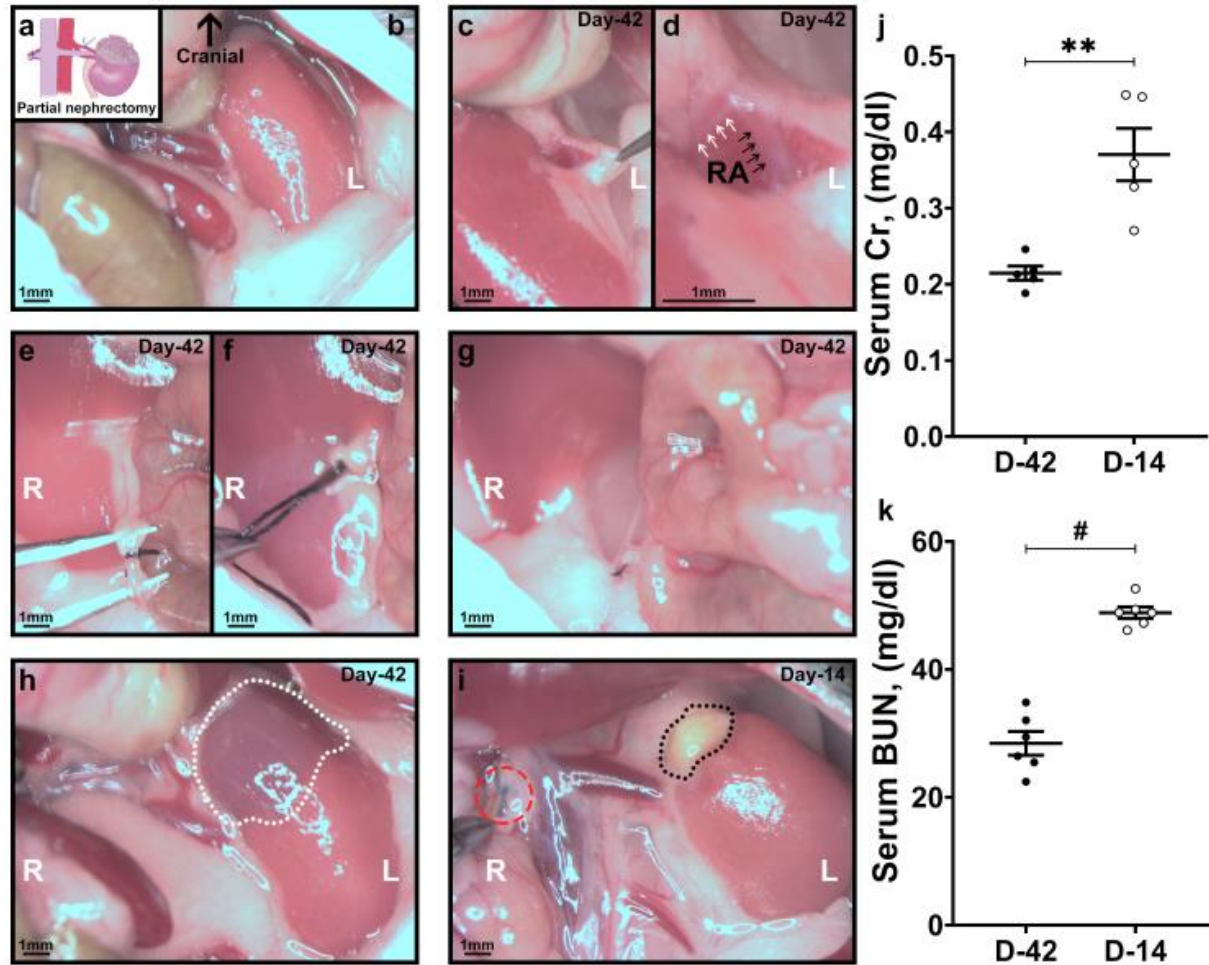 a
Partial nephrectomy
b
Cranial
L
1mm
c
Day-42
L
1mm
d
Day-42
RA
L
1mm
e
Day-42
R
1mm
f
Day-42
R
1mm
g
Day-42
R
1mm
h
Day-42
R
L
1mm
i
Day-14
R
L
1mm
j
Serum Cr, (mg/dl)
**
0.5
0.4
0.3
0.2
0.1
0.0
D-42
D-14
k
Serum BUN, (mg/dl)
#
60
40
20
0
D-42
D-14